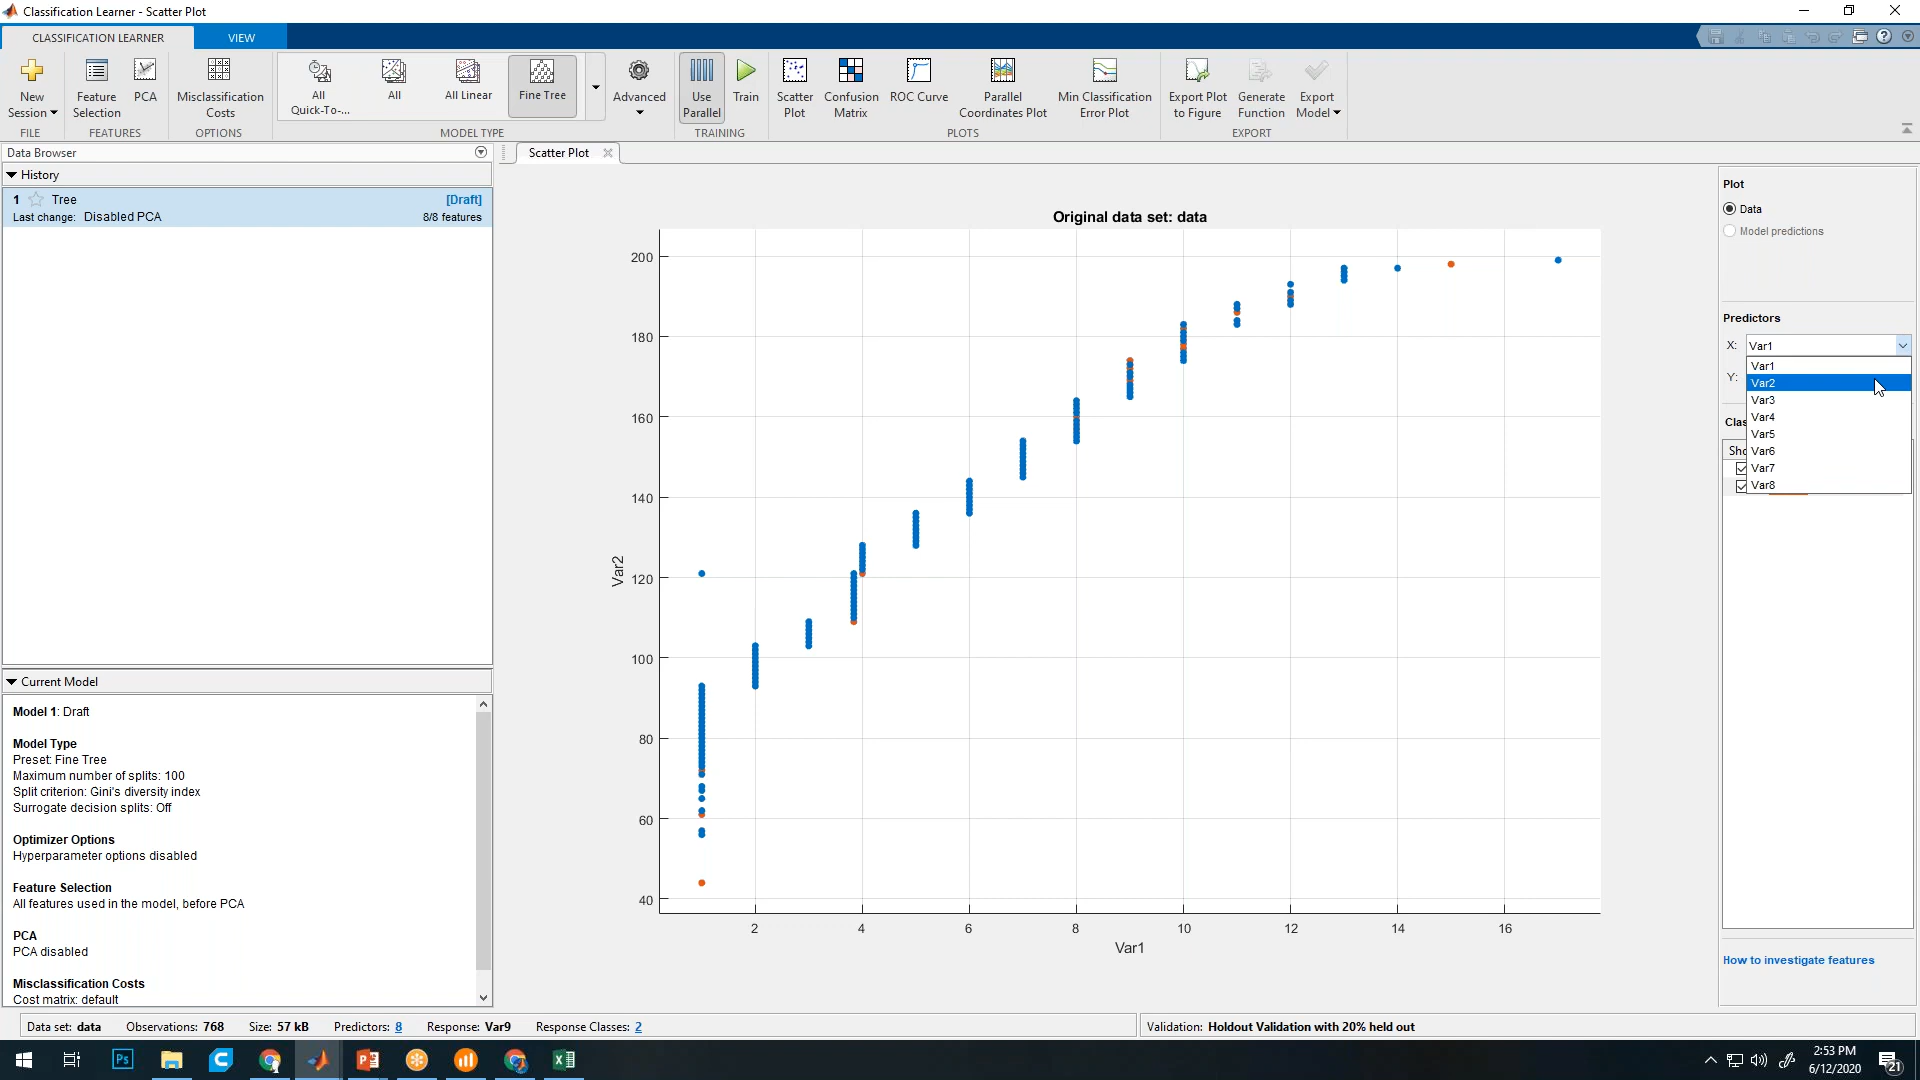 Classification Learner - Scatter Plot
CLASSIFICATION LEARNER
VIEW
New Session
Feature Selection
PCA
Misclassification Costs
All Quick-To-...
All
All Linear
Fine Tree
Advanced
Use Parallel
Train
Scatter Plot
Confusion Matrix
ROC Curve
Parallel Coordinates Plot
Min Classification Error Plot
Export Plot to Figure
Generate Function
Export Model
FILE
FEATURES
OPTIONS
MODEL TYPE
TRAINING
PLOTS
EXPORT
Data Browser
History
1 Tree [Draft]
Last change: Disabled PCA 8/8 features
Current Model
Model 1: Draft
Model Type
Preset: Fine Tree
Maximum number of splits: 100
Split criterion: Gini's diversity index
Surrogate decision splits: Off
Optimizer Options
Hyperparameter options disabled
Feature Selection
All features used in the model, before PCA
PCA
PCA disabled
Misclassification Costs
Cost matrix: default
Scatter Plot
Original data set: data
200
180
160
140
120
100
80
60
40
Var2
2 4 6 8 10 12 14 16
Var1
Plot
Data
Model predictions
Predictors
X: Var1
Y:
Var1
Var2
Var3
Var4
Var5
Var6
Var7
Var8
Clas
Sho
How to investigate features
Data set: data Observations: 768 Size: 57 kB Predictors: 8 Response: Var9 Response Classes: 2
Validation: Holdout Validation with 20% held out
Ps
2:53 PM
6/12/2020
21